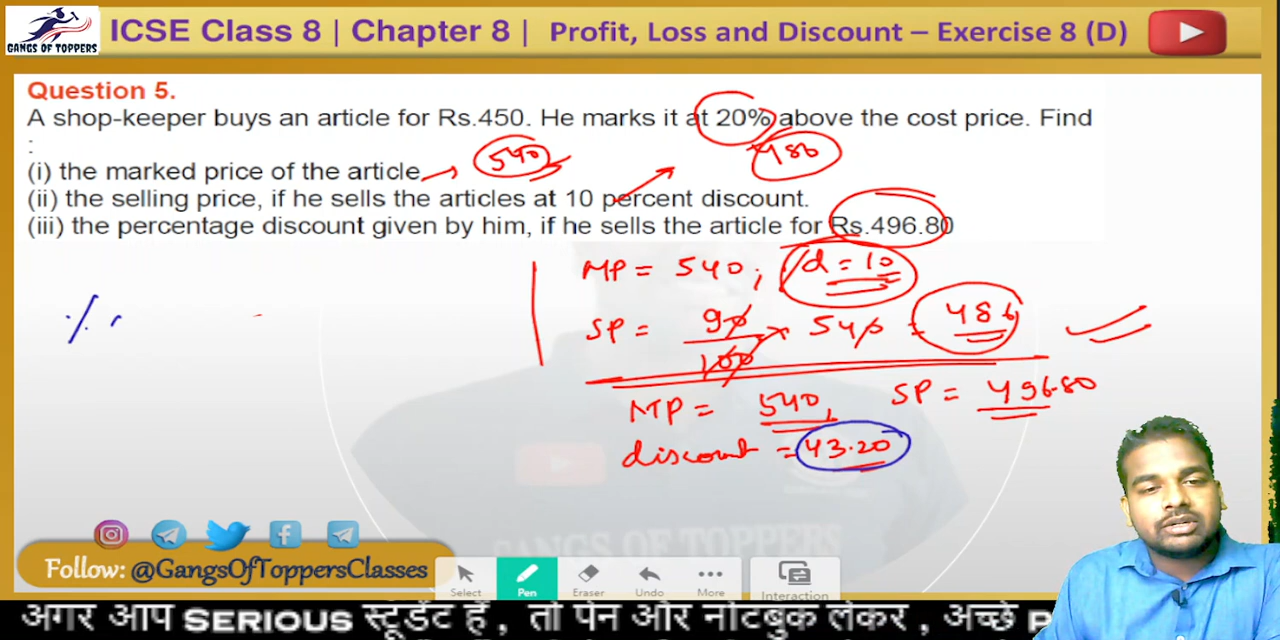 GANGS OF TOPPERS
ICSE Class 8 | Chapter 8 | Profit, Loss and Discount – Exercise 8 (D)
Question 5.
A shop-keeper buys an article for Rs.450. He marks it at 20% above the cost price. Find
:
(i) the marked price of the article 540 486
(ii) the selling price, if he sells the articles at 10 percent discount.
(iii) the percentage discount given by him, if he sells the article for Rs.496.80
MP = 540, d = 10
SP = 90/100 × 540 = 486
MP = 540, SP = 496.80
discount = 43.20
%
GANGS OF TOPPERS
Follow: @GangsOfToppersClasses
Select Pen Eraser Undo More Interaction
अगर आप SERIOUS स्टूडेंट हैं, तो पेन और नोटबुक लेकर, अच्छे